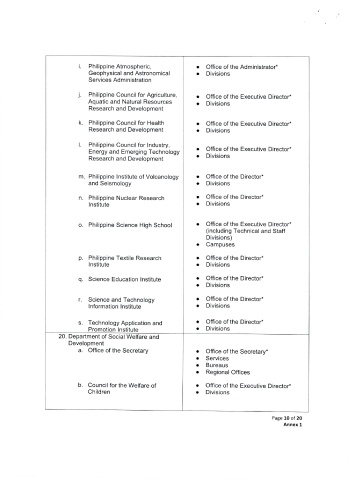 i. Philippine Atmospheric,
Geophysical and Astronomical
Services Administration
• Office of the Administrator*
• Divisions
j. Philippine Council for Agriculture,
Aquatic and Natural Resources
Research and Development
• Office of the Executive Director*
• Divisions
k. Philippine Council for Health
Research and Development
• Office of the Executive Director*
• Divisions
l. Philippine Council for Industry,
Energy and Emerging Technology
Research and Development
• Office of the Executive Director*
• Divisions
m. Philippine Institute of Volcanology
and Seismology
• Office of the Director*
• Divisions
n. Philippine Nuclear Research
Institute
• Office of the Director*
• Divisions
o. Philippine Science High School
• Office of the Executive Director*
(including Technical and Staff
Divisions)
• Campuses
p. Philippine Textile Research
Institute
• Office of the Director*
• Divisions
q. Science Education Institute
• Office of the Director*
• Divisions
r. Science and Technology
Information Institute
• Office of the Director*
• Divisions
s. Technology Application and
Promotion Institute
• Office of the Director*
• Divisions
20. Department of Social Welfare and
Development
a. Office of the Secretary
• Office of the Secretary*
• Services
• Bureaus
• Regional Offices
b. Council for the Welfare of
Children
• Office of the Executive Director*
• Divisions
Page 10 of 20
Annex 1